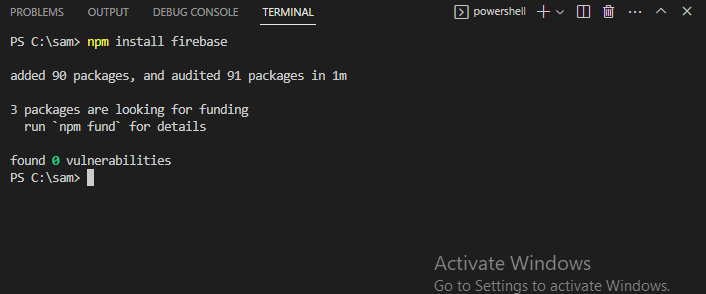 PROBLEMS OUTPUT DEBUG CONSOLE TERMINAL powershell
PS C:\sam> npm install firebase
added 90 packages, and audited 91 packages in 1m
3 packages are looking for funding
run `npm fund` for details
found 0 vulnerabilities
PS C:\sam>
Activate Windows
Go to Settings to activate Windows.